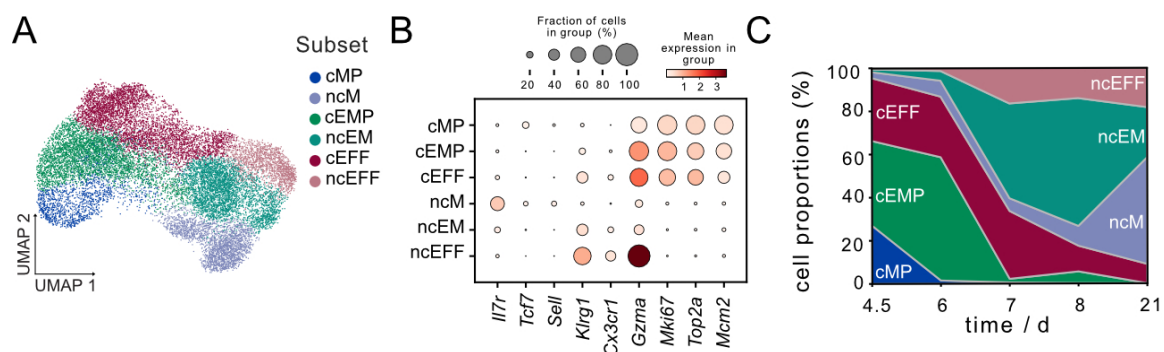 A
Subset
cMP
ncM
cEMP
ncEM
cEFF
ncEFF
UMAP 2
UMAP 1
B
Fraction of cells
in group (%)
20 40 60 80 100
Mean
expression in
group
1 2 3
cMP
cEMP
cEFF
ncM
ncEM
ncEFF
Il7r
Tcf7
Sell
Klrg1
Cx3cr1
Gzma
Mki67
Top2a
Mcm2
C
cell proportions (%)
100
80
60
40
20
0
ncEFF
cEFF
ncEM
cEMP
ncM
cMP
4.5 6 7 8 21
time / d